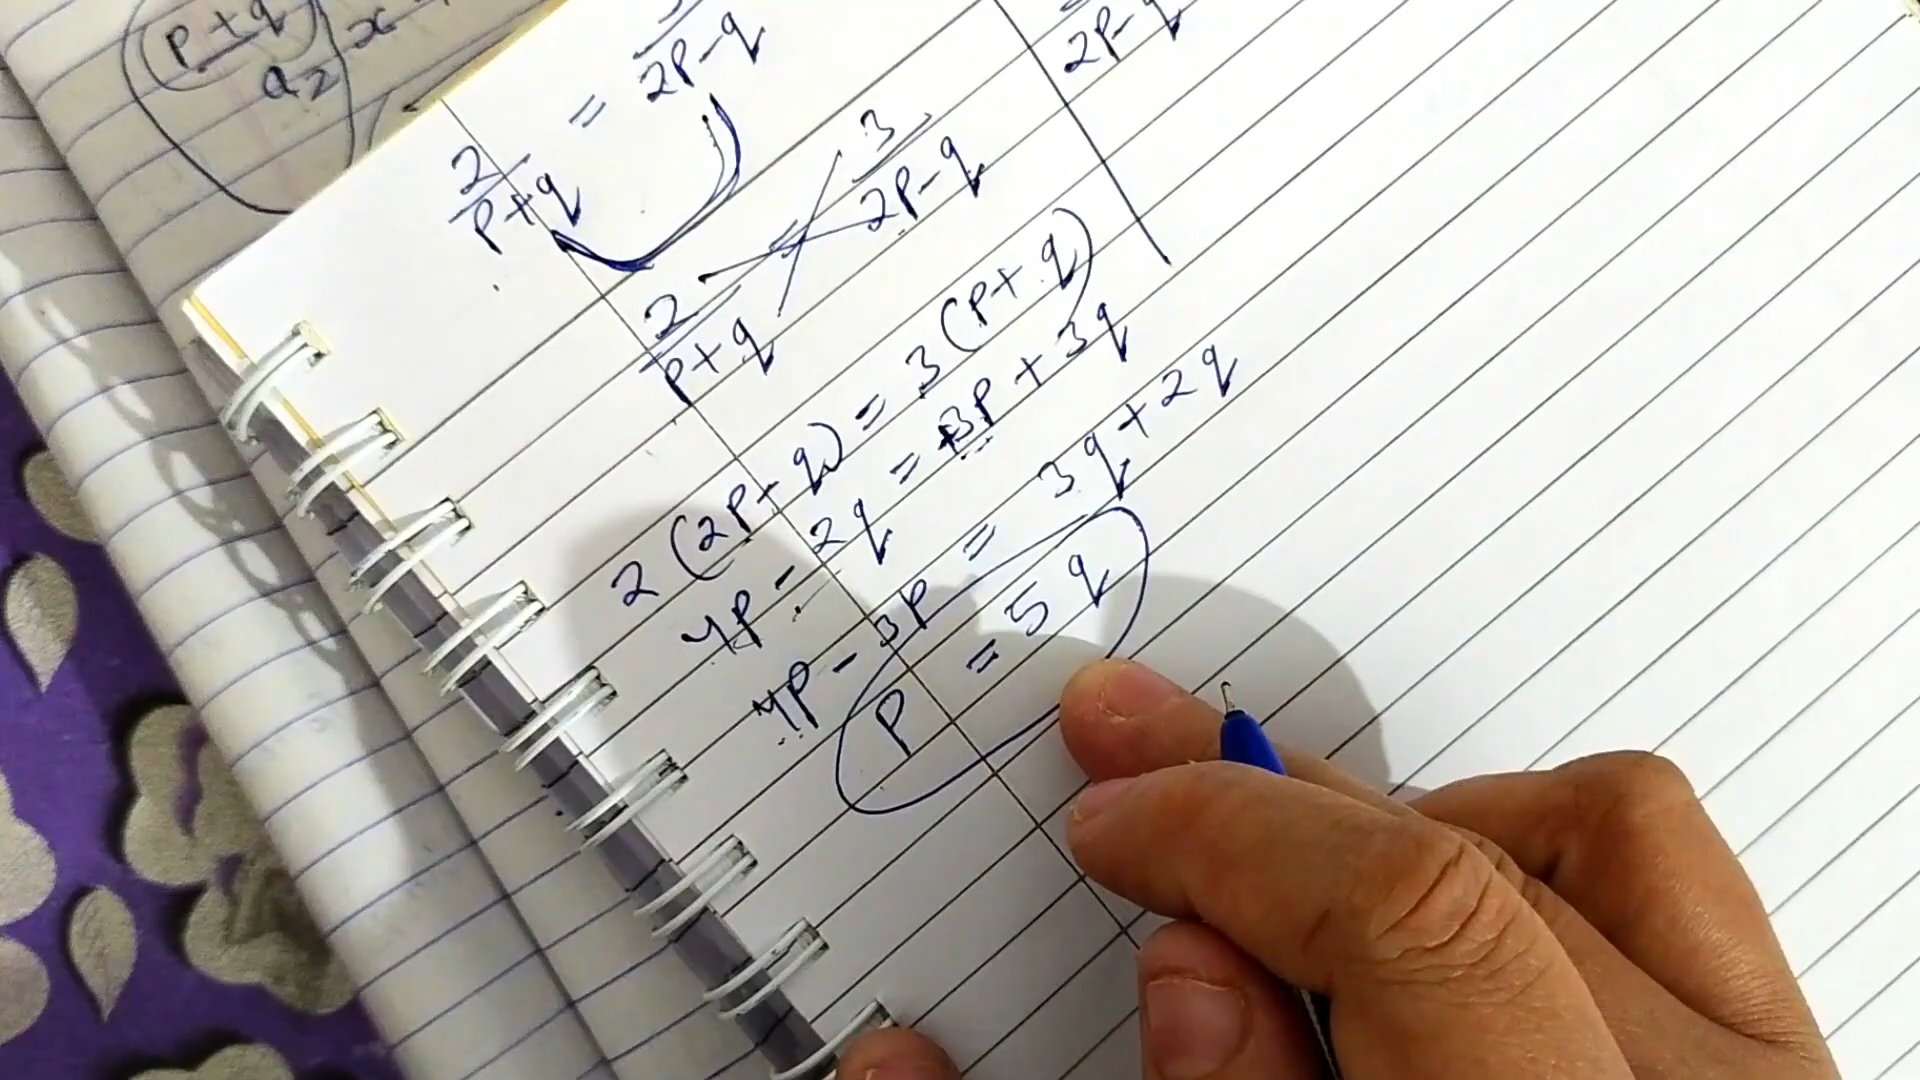 p+q x
a2
2/p+q = 3/2p-q
2/p+q 3/2p-q
2(2p-q) = 3(p+q)
4p-2q = +3p+3q
4p-3p = 3q+2q
p = 5q
2p-q